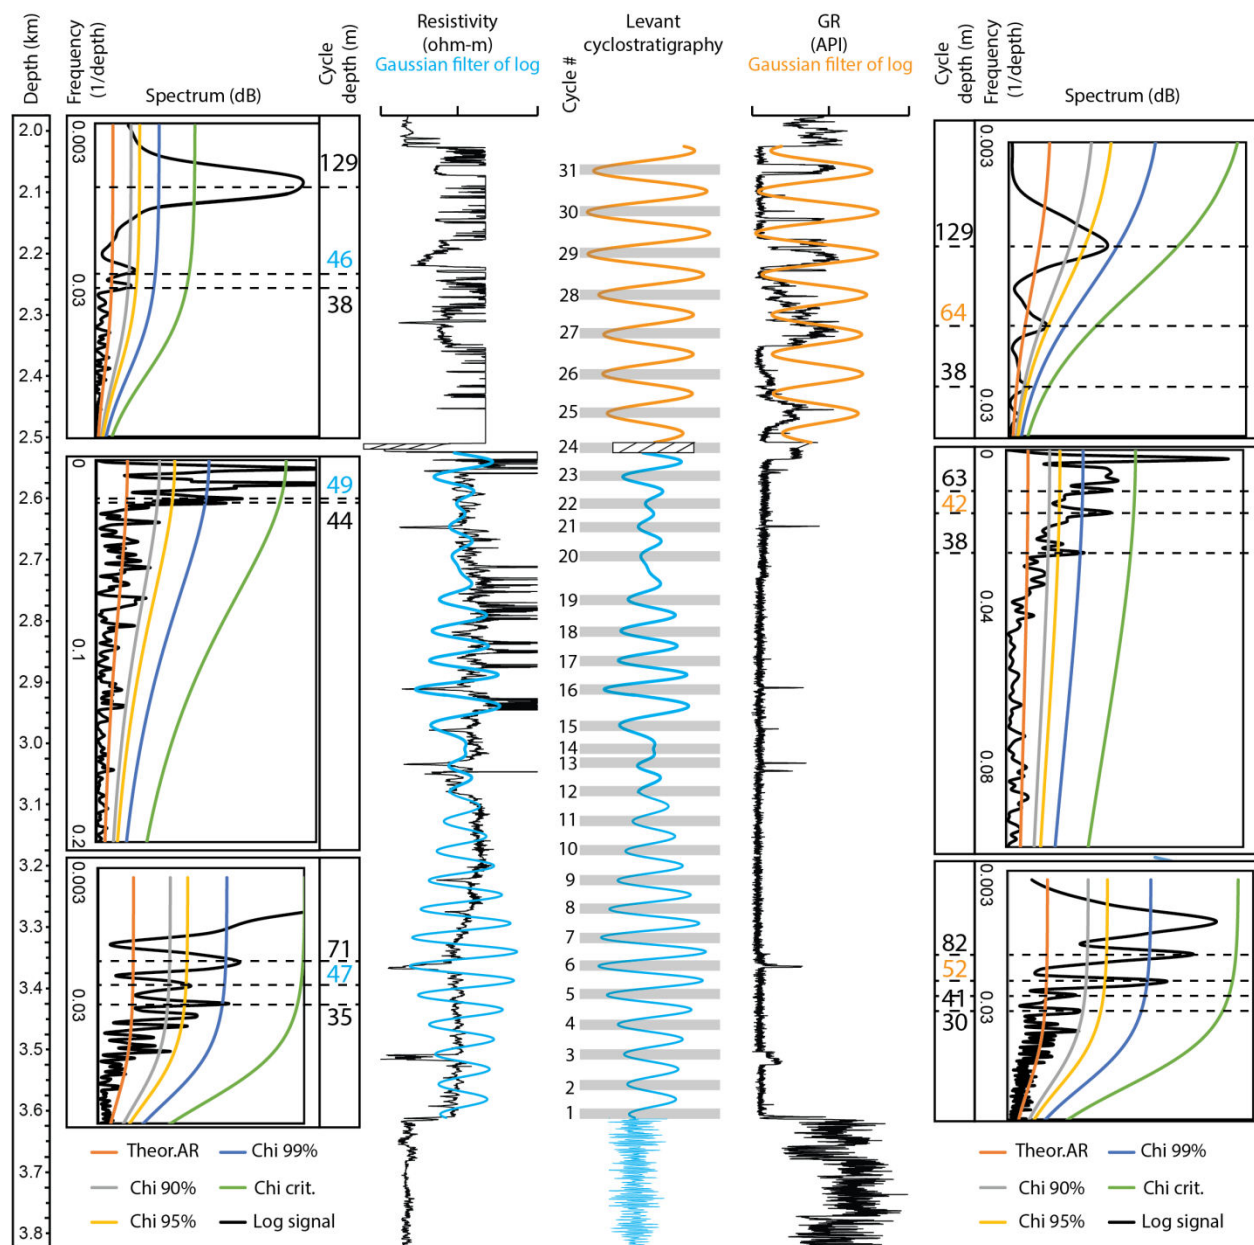 Depth (km)
Frequency
(1/depth)
Spectrum (dB)
Cycle
depth (m)
Resistivity
(ohm-m)
Gaussian filter of log
Cycle #
Levant
cyclostratigraphy
GR
(API)
Gaussian filter of log
Cycle
depth (m)
Frequency
(1/depth)
Spectrum (dB)
2.0
2.1
2.2
2.3
2.4
2.5
2.6
2.7
2.8
2.9
3.0
3.1
3.2
3.3
3.4
3.5
3.6
3.7
3.8
0.003
0.03
129
46
38
0
0.1
0.2
49
44
0.003
0.03
71
47
35
31
30
29
28
27
26
25
24
23
22
21
20
19
18
17
16
15
14
13
12
11
10
9
8
7
6
5
4
3
2
1
129
64
38
0.003
0.03
63
42
38
0
0.04
0.08
82
52
41
30
0.003
0.03
Theor.AR
Chi 99%
Chi 90%
Chi crit.
Chi 95%
Log signal
Theor.AR
Chi 99%
Chi 90%
Chi crit.
Chi 95%
Log signal